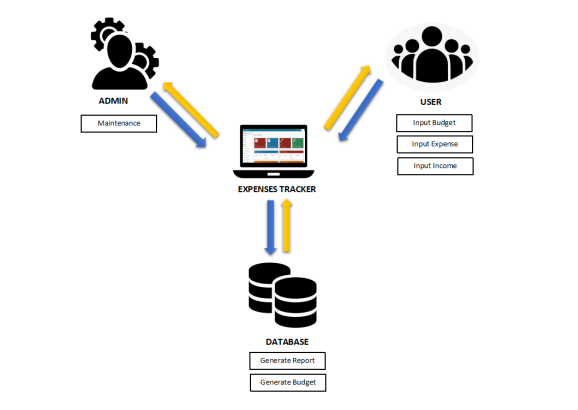 ADMIN
Maintenance
USER
Input Budget
Input Expense
Input Income
EXPENSES TRACKER
DATABASE
Generate Report
Generate Budget